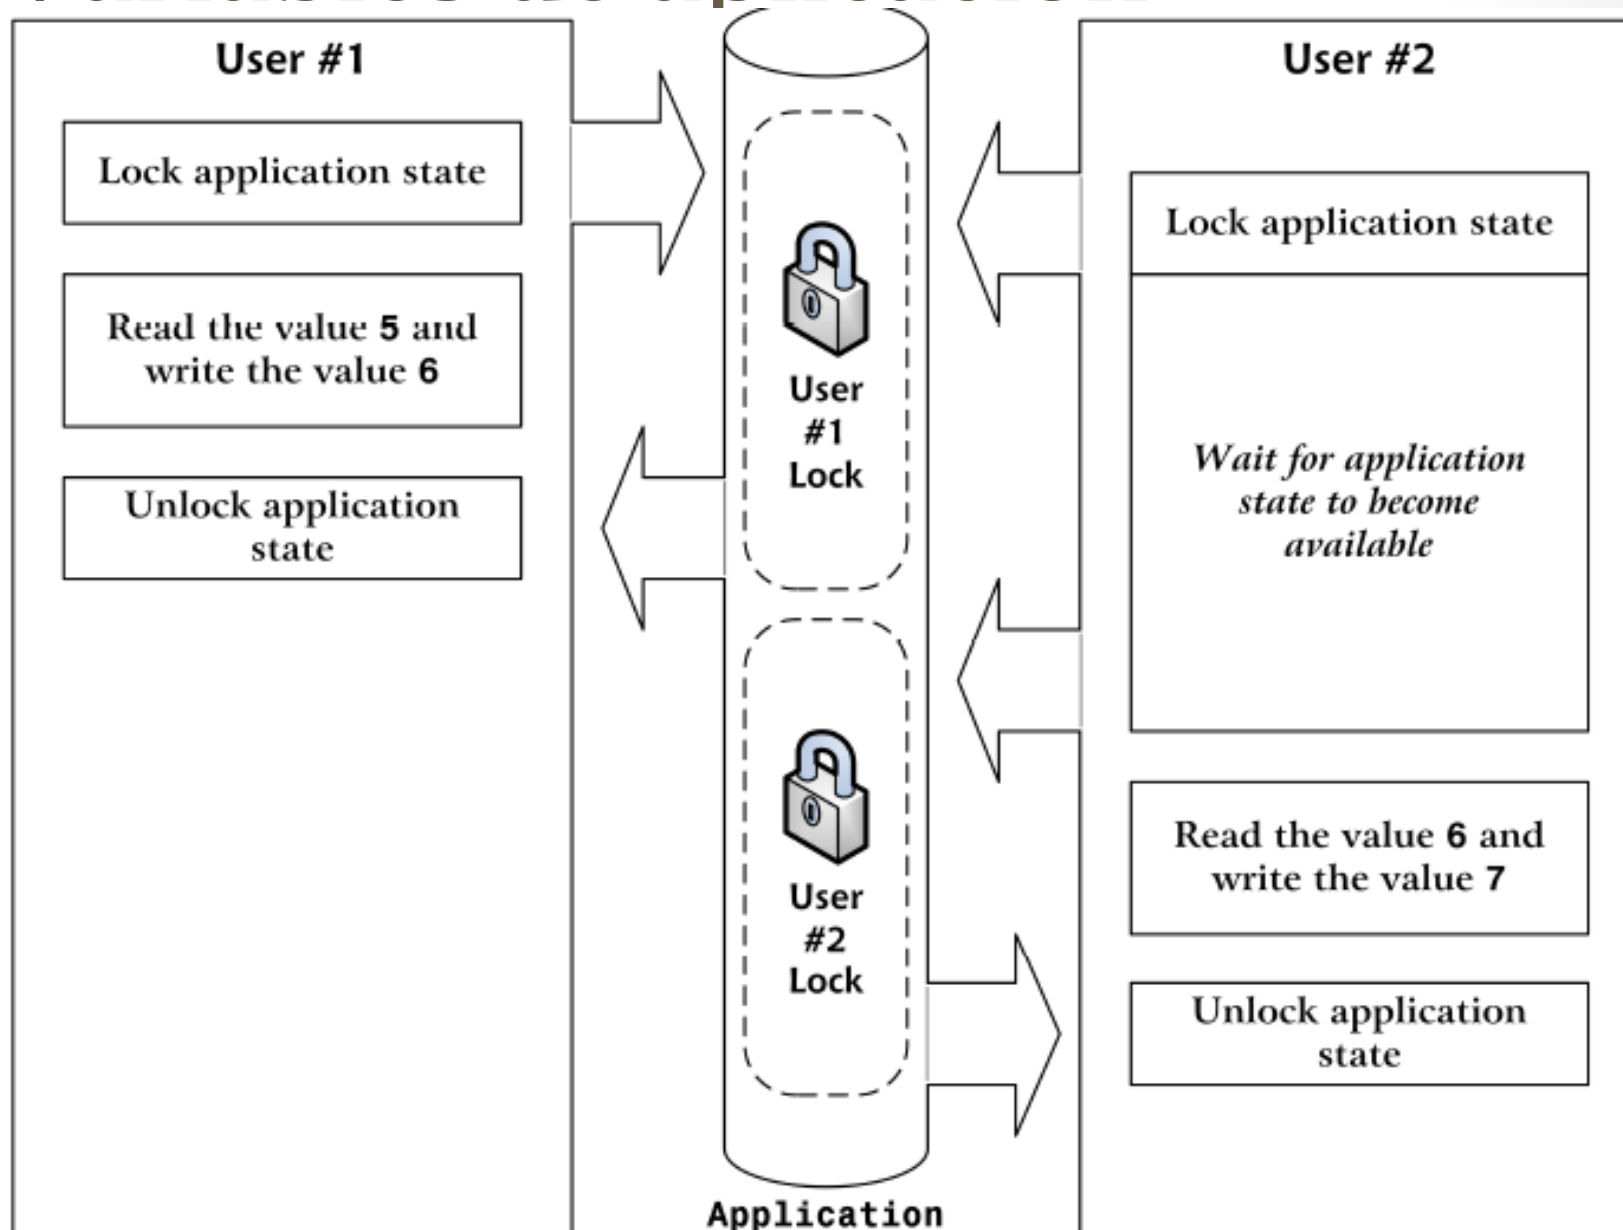 User #1
Lock application state
Read the value 5 and
write the value 6
Unlock application
state
User
#1
Lock
User
#2
Lock
Application
User #2
Lock application state
Wait for application
state to become
available
Read the value 6 and
write the value 7
Unlock application
state